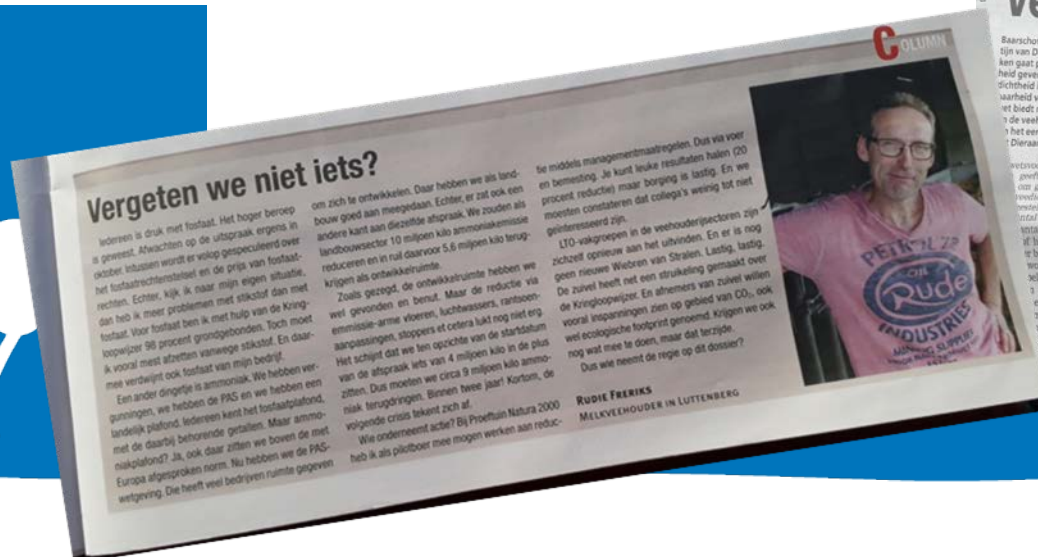 COLUMN
Vergeten we niet iets?
Iedereen is druk met fosfaat. Het hoger beroep
is geweest. Afwachten op de uitspraak ergens in
oktober. Intussen wordt er volop gespeculeerd over
het fosfaatrechtenstelsel en de prijs van fosfaat-
rechten. Echter, kijk ik naar mijn eigen situatie,
dan heb ik meer problemen met stikstof dan met
fosfaat. Voor fosfaat ben ik met hulp van de Kring-
loopwijzer 98 procent grondgebonden. Toch moet
ik vooral mest afzetten vanwege stikstof. En daar-
mee verdwijnt ook fosfaat van mijn bedrijf.
Een ander dingetje is ammoniak. We hebben ver-
gunningen, we hebben de PAS en we hebben een
landelijk plafond. Iedereen kent het fosfaatplafond,
met de daarbij behorende getallen. Maar ammo-
niakplafond? Ja, ook daar zitten we boven de met
Europa afgesproken norm. Nu hebben we de PAS-
wetgeving. Die heeft veel bedrijven ruimte gegeven
om zich te ontwikkelen. Daar hebben we als land-
bouw goed aan meegedaan. Echter, er zat ook een
andere kant aan diezelfde afspraak. We zouden als
landbouwsector 10 miljoen kilo ammoniakemissie
reduceren en in ruil daarvoor 5,6 miljoen kilo terug-
krijgen als ontwikkelruimte.
Zoals gezegd, de ontwikkelruimte hebben we
wel gevonden en benut. Maar de reductie via
emmissie-arme vloeren, luchtwassers, rantsoen-
aanpassingen, stoppers et cetera lukt nog niet erg.
Het schijnt dat we ten opzichte van de startdatum
van de afspraak iets van 4 miljoen kilo in de plus
zitten. Dus moeten we circa 9 miljoen kilo ammo-
niak terugdringen. Binnen twee jaar! Kortom, de
volgende crisis tekent zich af.
Wie onderneemt actie? Bij Proeftuin Natura 2000
heb ik als pilotboer mee mogen werken aan reduc-
tie middels managementmaatregelen. Dus via voer
en bemesting. Je kunt leuke resultaten halen (20
procent reductie) maar borging is lastig. En we
moesten constateren dat collega's weinig tot niet
geïnteresseerd zijn.
LTO-vakgroepen in de veehouderijsectoren zijn
zichzelf opnieuw aan het uitvinden. En er is nog
geen nieuwe Wiebren van Stralen. Lastig, lastig.
De zuivel heeft net een struikeling gemaakt over
de Kringloopwijzer. En afnemers van zuivel willen
vooral inspanningen zien op gebied van CO₂, ook
wel ecologische footprint genoemd. Krijgen we ook
nog wat mee te doen, maar dat terzijde.
Dus wie neemt de regie op dit dossier?
RUDIE FRERIKS
MELKVEEHOUDER IN LUTTENBERG
Rude
INDUSTRIES